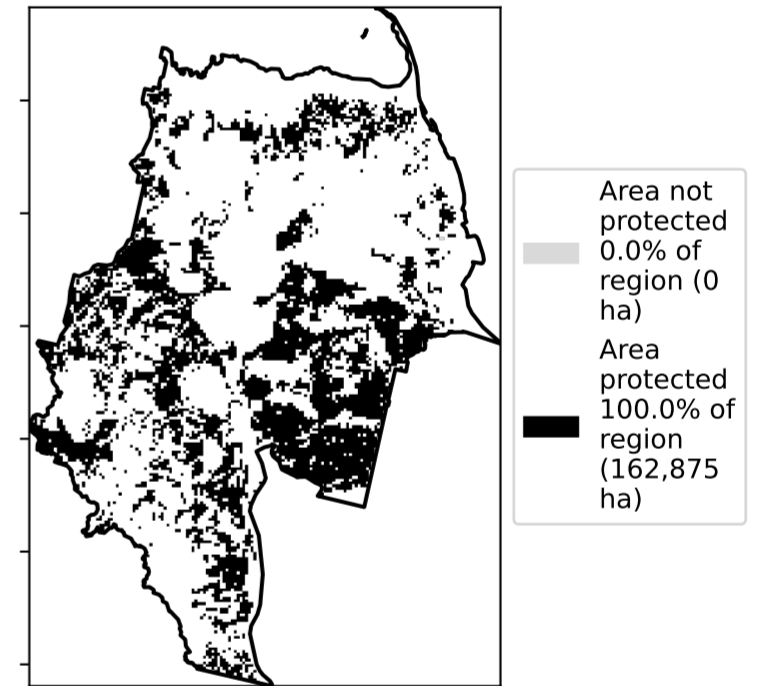 Area not
protected
0.0% of
region (0
ha)
Area
protected
100.0% of
region
(162,875
ha)